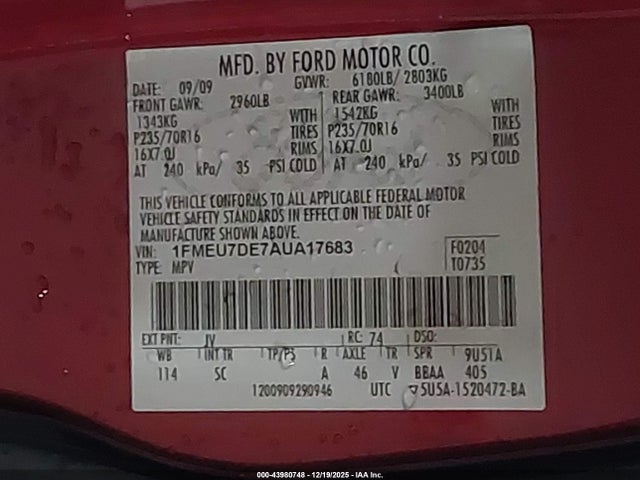 MFD. BY FORD MOTOR CO.
DATE: 09/09 GVWR: 6180LB/ 2803KG
FRONT GAWR: 2960LB REAR GAWR: 3400LB
1343KG WITH 1542KG WITH
P235/70R16 TIRES P235/70R16 TIRES
16X7.0J RIMS 16X7.0J RIMS
AT 240 kPa/ 35 PSI COLD AT 240 kPa/ 35 PSI COLD
THIS VEHICLE CONFORMS TO ALL APPLICABLE FEDERAL MOTOR
VEHICLE SAFETY STANDARDS IN EFFECT ON THE DATE OF
MANUFACTURE SHOWN ABOVE.
VIN: 1FMEU7DE7AUA17683 F0204
TYPE: MPV T0735
EXT PNT: JV RC: 74 DSO:
WB INT TR TP/PS R AXLE TR SPR 9U51A
114 5C A 46 V BBAA 405
1200909290946 UTC 5U5A-1520472-BA
000-43980748 - 12/19/2025 - IAA Inc.